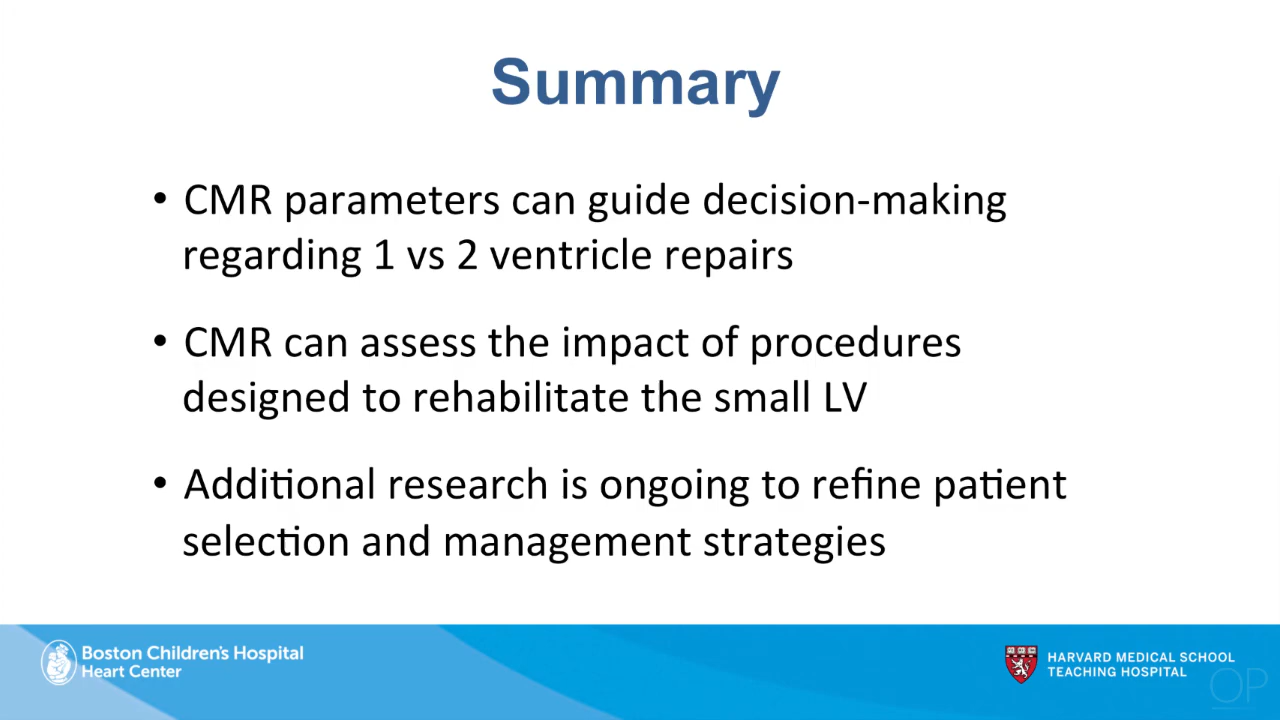 Summary
• CMR parameters can guide decision-making
regarding 1 vs 2 ventricle repairs
• CMR can assess the impact of procedures
designed to rehabilitate the small LV
• Additional research is ongoing to refine patient
selection and management strategies
Boston Children's Hospital
Heart Center
HARVARD MEDICAL SCHOOL
TEACHING HOSPITAL
OP